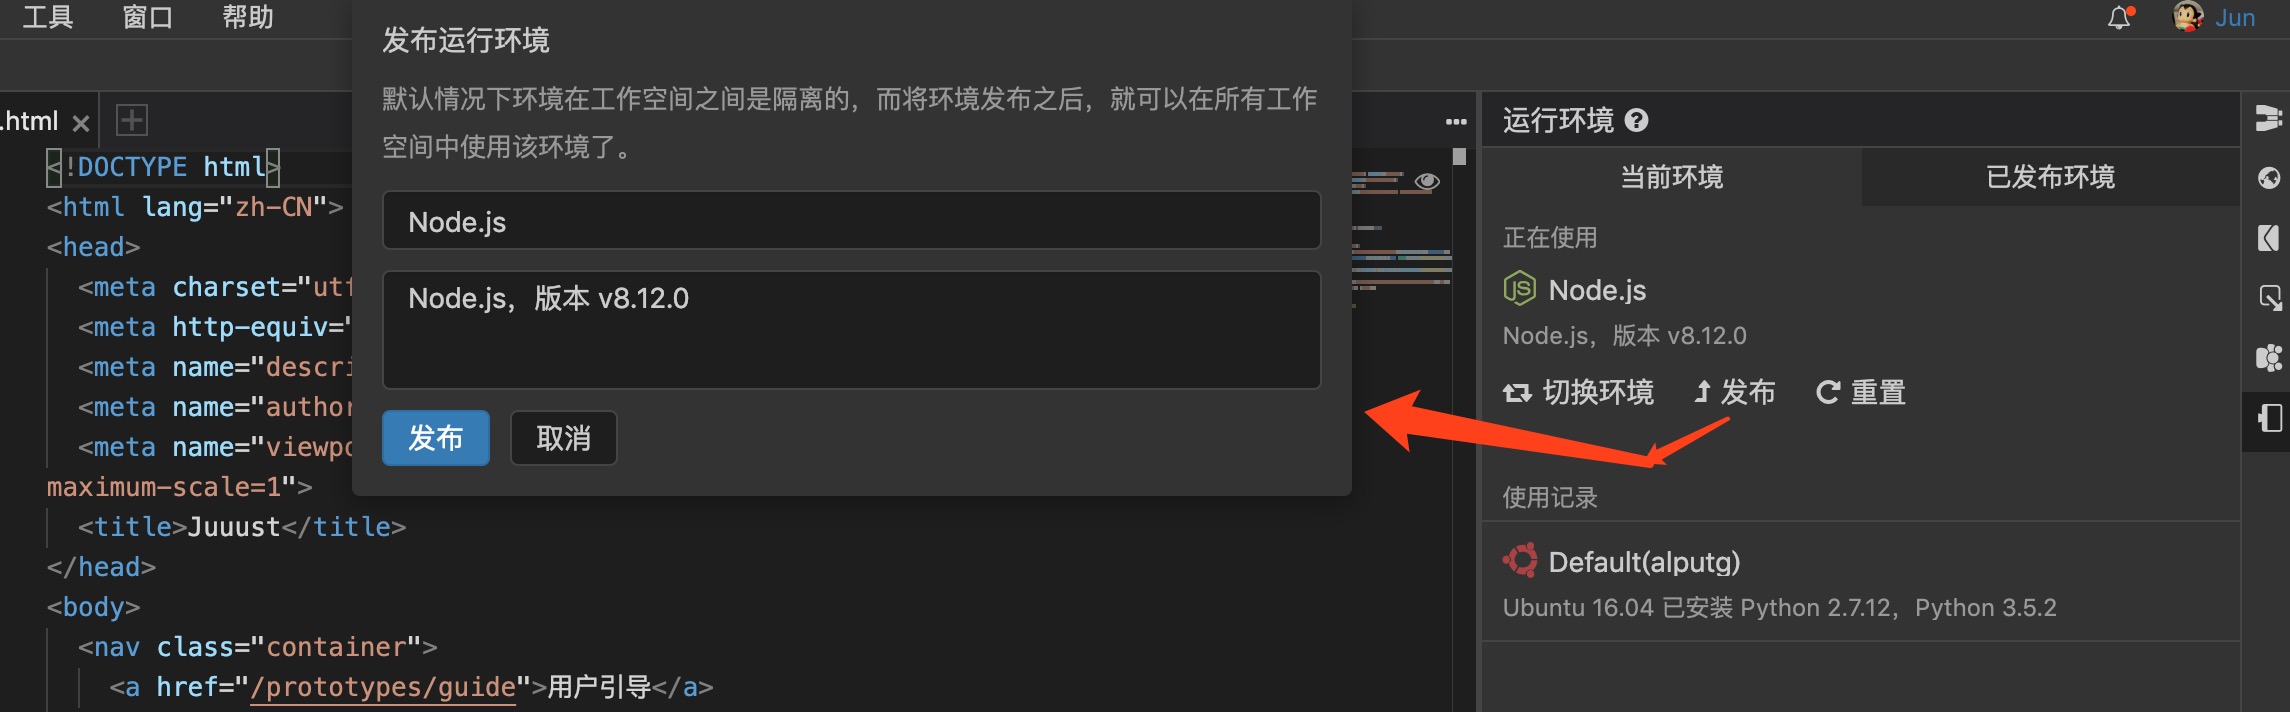 工具 窗口 帮助
Jun
发布运行环境
默认情况下环境在工作空间之间是隔离的，而将环境发布之后，就可以在所有工作
空间中使用该环境了。
Node.js
Node.js，版本 v8.12.0
发布 取消
.html
<!DOCTYPE html>
<html lang="zh-CN">
<head>
<meta charset="utf
<meta http-equiv="
<meta name="descri
<meta name="author
<meta name="viewpo
maximum-scale=1">
<title>Juuust</title>
</head>
<body>
<nav class="container">
<a href="/prototypes/guide">用户引导</a>
运行环境
当前环境 已发布环境
正在使用
JS Node.js
Node.js，版本 v8.12.0
切换环境 发布 重置
使用记录
Default(alputg)
Ubuntu 16.04 已安装 Python 2.7.12，Python 3.5.2